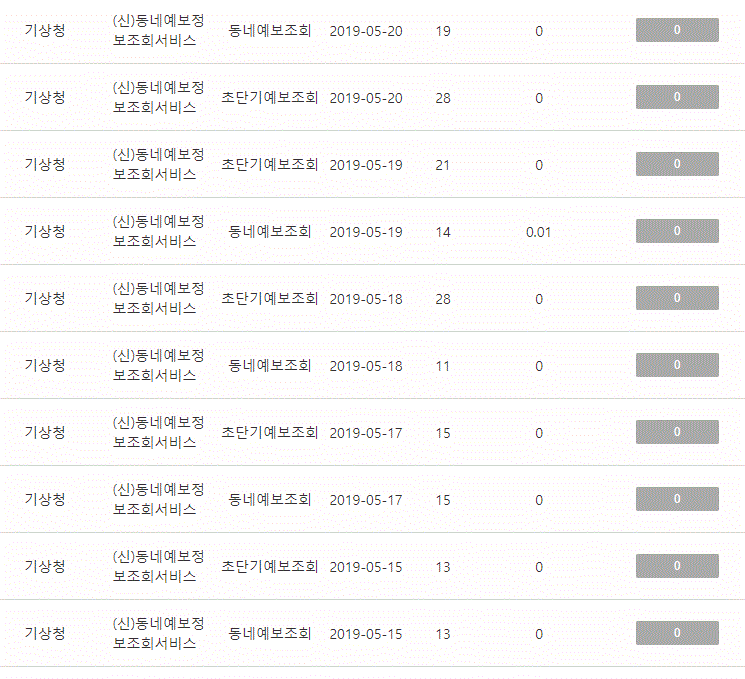 기상청 (신)동네예보정 동네예보조회 2019-05-20 19 0 0
보조회서비스
기상청 (신)동네예보정 초단기예보조회 2019-05-20 28 0 0
보조회서비스
기상청 (신)동네예보정 초단기예보조회 2019-05-19 21 0 0
보조회서비스
기상청 (신)동네예보정 동네예보조회 2019-05-19 14 0.01 0
보조회서비스
기상청 (신)동네예보정 초단기예보조회 2019-05-18 28 0 0
보조회서비스
기상청 (신)동네예보정 동네예보조회 2019-05-18 11 0 0
보조회서비스
기상청 (신)동네예보정 초단기예보조회 2019-05-17 15 0 0
보조회서비스
기상청 (신)동네예보정 동네예보조회 2019-05-17 15 0 0
보조회서비스
기상청 (신)동네예보정 초단기예보조회 2019-05-15 13 0 0
보조회서비스
기상청 (신)동네예보정 동네예보조회 2019-05-15 13 0 0
보조회서비스